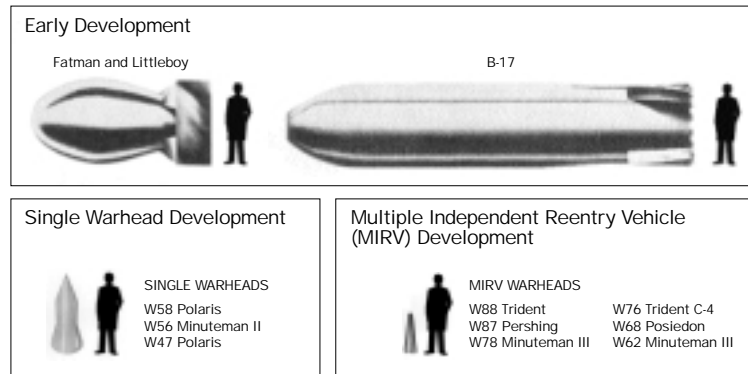 Early Development
Fatman and Littleboy
B-17
Single Warhead Development
SINGLE WARHEADS
W58 Polaris
W56 Minuteman II
W47 Polaris
Multiple Independent Reentry Vehicle
(MIRV) Development
MIRV WARHEADS
W88 Trident
W87 Pershing
W78 Minuteman III
W76 Trident C-4
W68 Posiedon
W62 Minuteman III